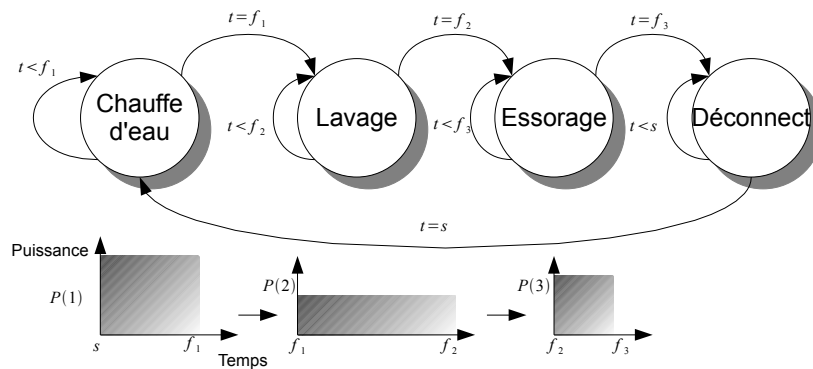 t = f₁
t = f₂
t = f₃
t < f₁
Chauffe
d'eau
Lavage
t < f₂
Essorage
t < f₃
Déconnect
t < s
t = s
Puissance
P(1)
P(2)
P(3)
s
f₁
Temps
f₁
f₂
f₂
f₃